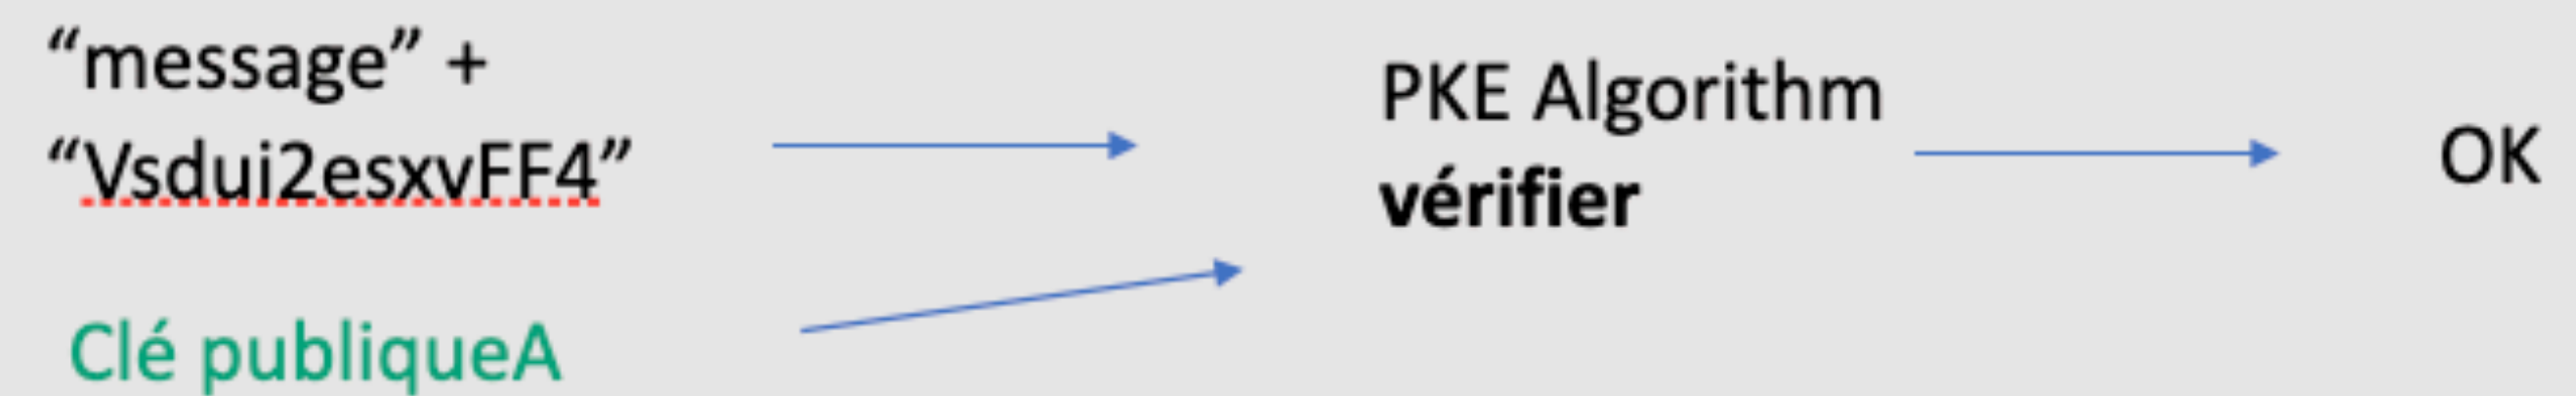 “message” +
“Vsdui2esxvFF4”
Clé publiqueA
PKE Algorithm
vérifier
OK